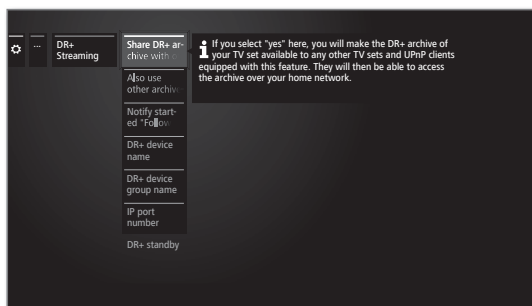 ...
DR+
Streaming
Share DR+ ar-
chive with
Also use
other archive
Notify start-
ed "Follow
DR+ device
name
DR+ device
group name
IP port
number
DR+ standby
If you select "yes" here, you will make the DR+ archive of
your TV set available to any other TV sets and UPnP clients
equipped with this feature. They will then be able to access
the archive over your home network.